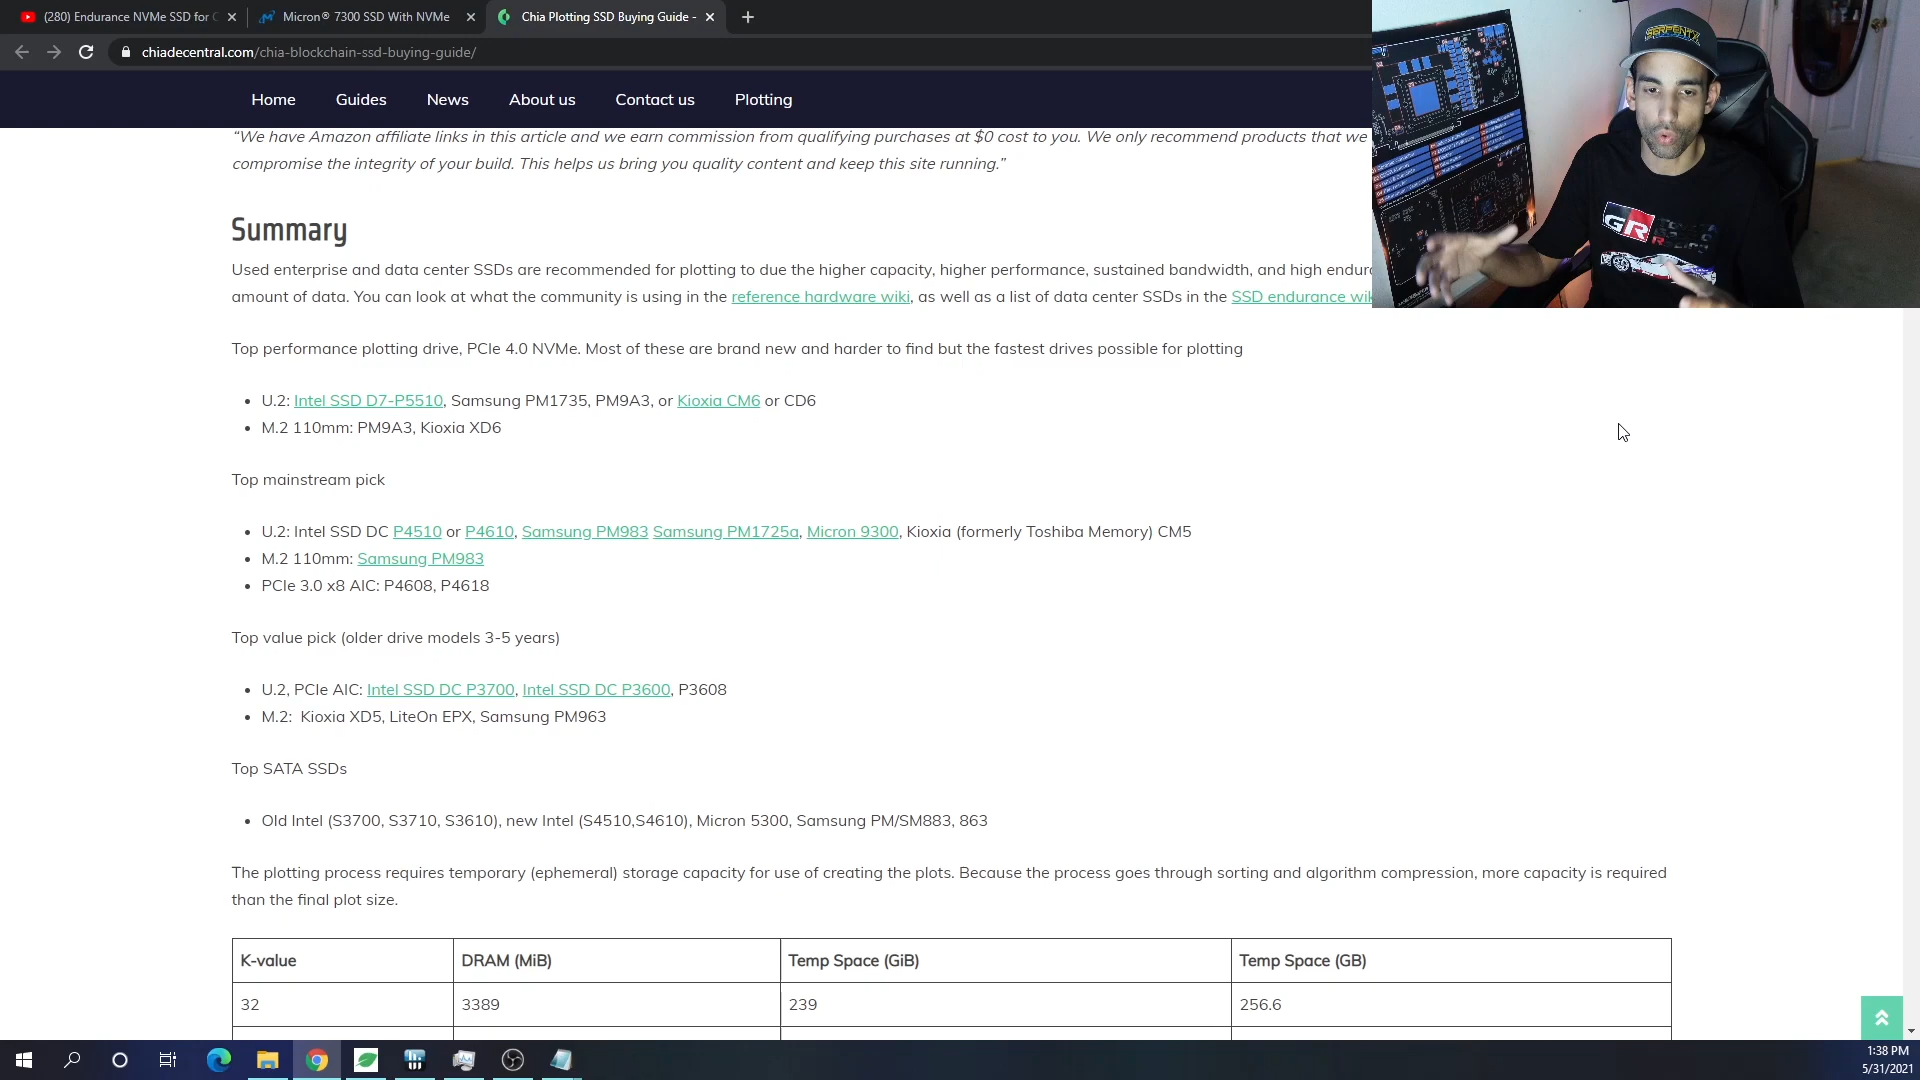 (280) Endurance NVMe SSD for C
Micron® 7300 SSD With NVMe
Chia Plotting SSD Buying Guide -
chiadecentral.com/chia-blockchain-ssd-buying-guide/
Home Guides News About us Contact us Plotting
“We have Amazon affiliate links in this article and we earn commission from qualifying purchases at $0 cost to you. We only recommend products that we
compromise the integrity of your build. This helps us bring you quality content and keep this site running.”
Summary
Used enterprise and data center SSDs are recommended for plotting to due the higher capacity, higher performance, sustained bandwidth, and high endur
amount of data. You can look at what the community is using in the reference hardware wiki, as well as a list of data center SSDs in the SSD endurance wik
Top performance plotting drive, PCIe 4.0 NVMe. Most of these are brand new and harder to find but the fastest drives possible for plotting
• U.2: Intel SSD D7-P5510, Samsung PM1735, PM9A3, or Kioxia CM6 or CD6
• M.2 110mm: PM9A3, Kioxia XD6
Top mainstream pick
• U.2: Intel SSD DC P4510 or P4610, Samsung PM983 Samsung PM1725a, Micron 9300, Kioxia (formerly Toshiba Memory) CM5
• M.2 110mm: Samsung PM983
• PCIe 3.0 x8 AIC: P4608, P4618
Top value pick (older drive models 3-5 years)
• U.2, PCIe AIC: Intel SSD DC P3700, Intel SSD DC P3600, P3608
• M.2: Kioxia XD5, LiteOn EPX, Samsung PM963
Top SATA SSDs
• Old Intel (S3700, S3710, S3610), new Intel (S4510,S4610), Micron 5300, Samsung PM/SM883, 863
The plotting process requires temporary (ephemeral) storage capacity for use of creating the plots. Because the process goes through sorting and algorithm compression, more capacity is required
than the final plot size.
K-value DRAM (MiB) Temp Space (GiB) Temp Space (GB)
32 3389 239 256.6
GR
1:38 PM
5/31/2021